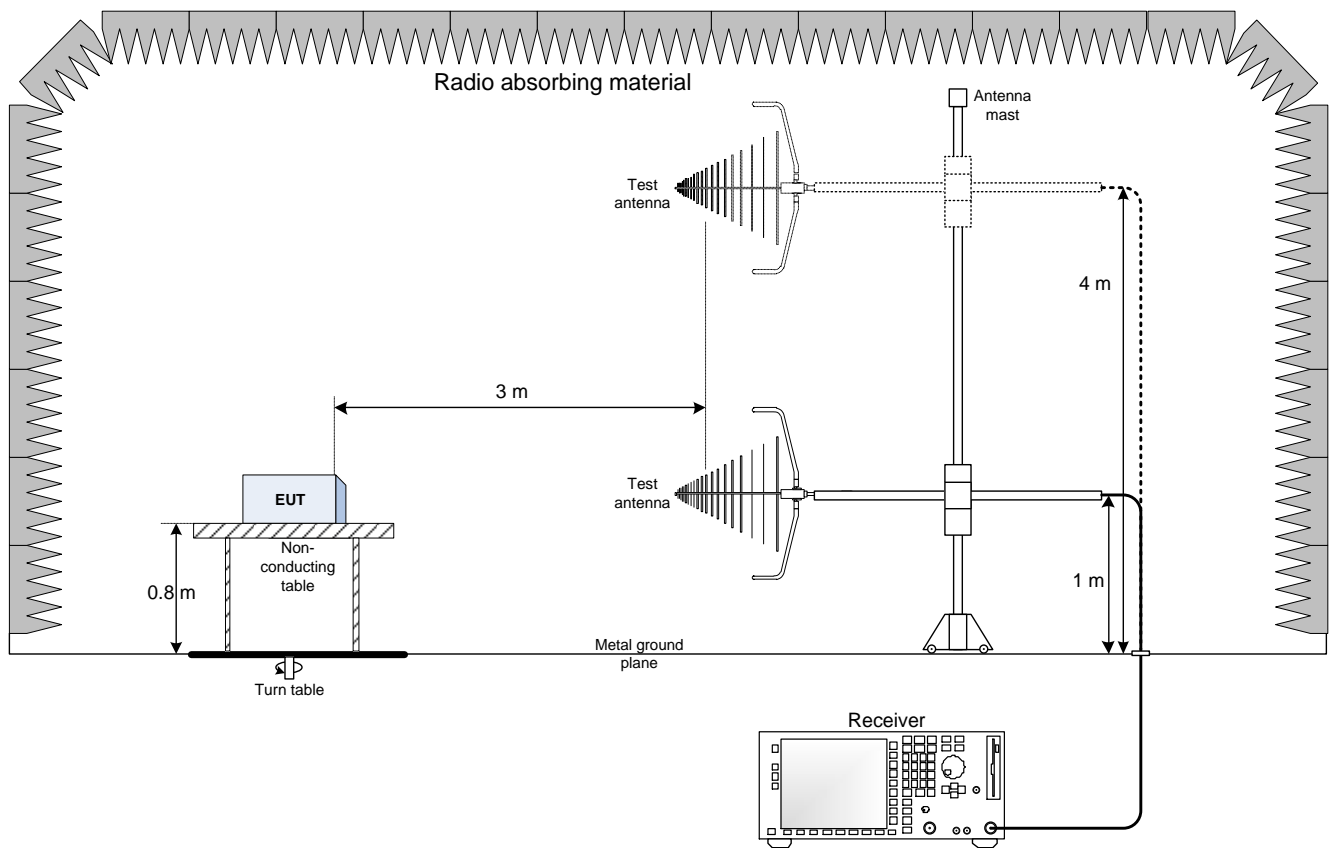 Radio absorbing material
Antenna
mast
Test
antenna
4 m
3 m
Test
antenna
EUT
Non-
conducting
table
0.8 m
1 m
Metal ground
plane
Turn table
Receiver